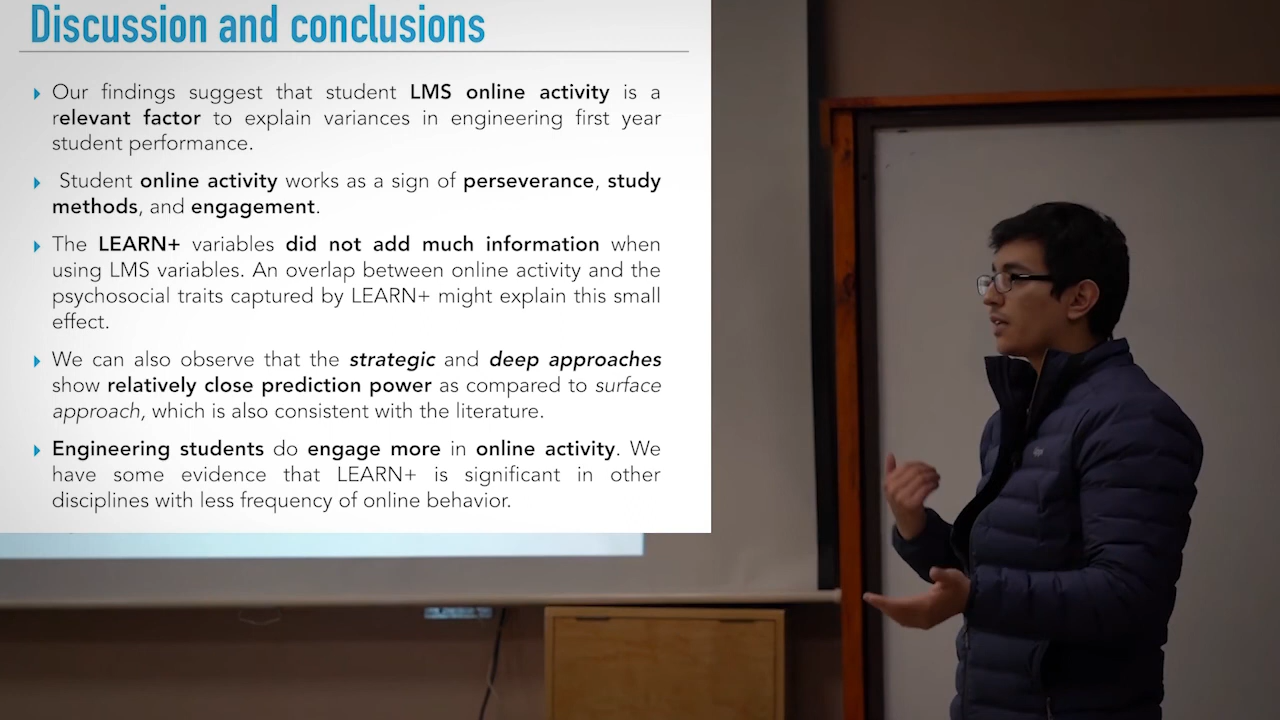 Discussion and conclusions
Our findings suggest that student LMS online activity is a
relevant factor to explain variances in engineering first year
student performance.
Student online activity works as a sign of perseverance, study
methods, and engagement.
The LEARN+ variables did not add much information when
using LMS variables. An overlap between online activity and the
psychosocial traits captured by LEARN+ might explain this small
effect.
We can also observe that the strategic and deep approaches
show relatively close prediction power as compared to surface
approach, which is also consistent with the literature.
Engineering students do engage more in online activity. We
have some evidence that LEARN+ is significant in other
disciplines with less frequency of online behavior.